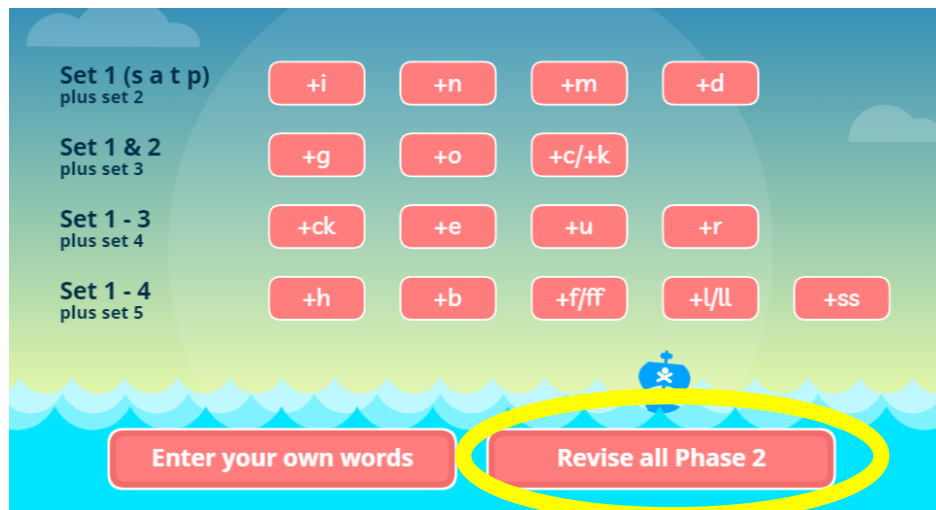 Set 1 (s a t p)
plus set 2
+i +n +m +d
Set 1 & 2
plus set 3
+g +o +c/+k
Set 1 - 3
plus set 4
+ck +e +u +r
Set 1 - 4
plus set 5
+h +b +f/ff +l/ll +ss
Enter your own words Revise all Phase 2